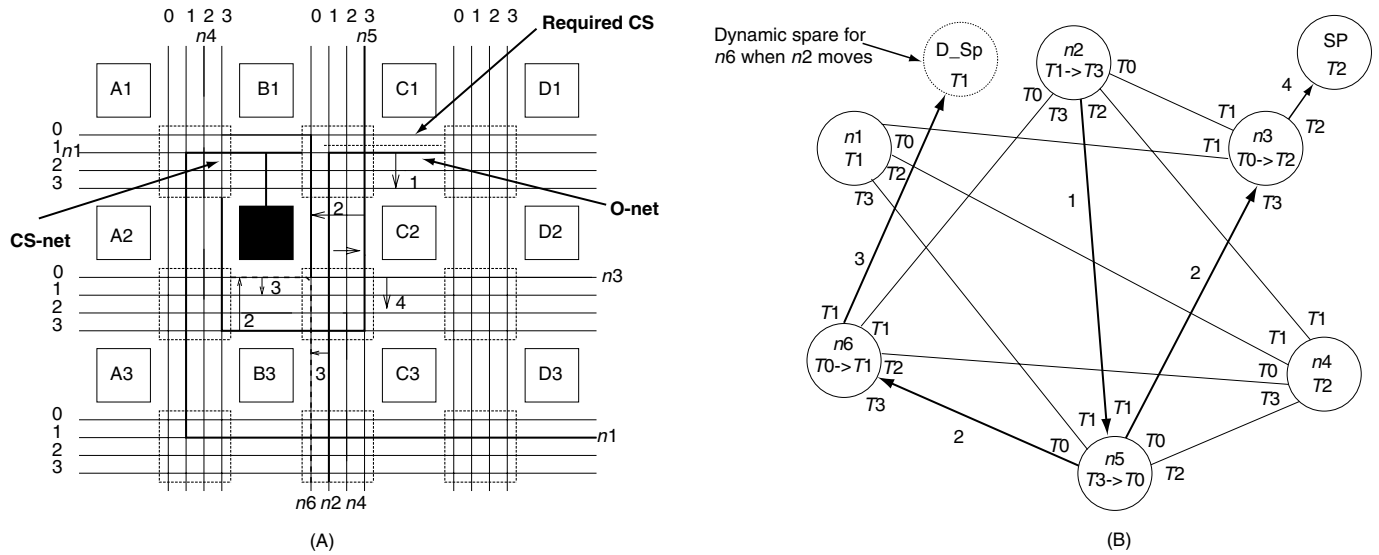 0 1 2 3
0 1 2 3
0 1 2 3
n4
n5
Required CS
A1
B1
C1
D1
0
1
n1
2
3
1
O-net
CS-net
A2
C2
D2
2
0
1
2
3
n3
3
4
2
A3
B3
C3
D3
3
0
1
2
3
n1
n6 n2 n4
(A)
Dynamic spare for
n6 when n2 moves
D_Sp
T1
n2
T1->T3
T0
T0
T3
T2
SP
T2
4
T1
T2
n3
T0->T2
T1
T3
n1
T1
T0
T2
T3
1
2
3
T1
T1
n6
T0->T1
T2
T3
T1
T1
n4
T2
T0
T3
2
T1
T1
T0
T0
n5
T3->T0
T2
(B)